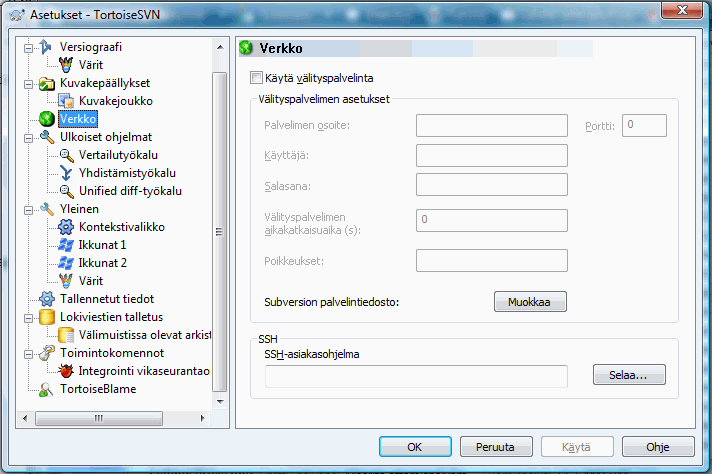 Asetukset - TortoiseSVN
Versiograafi
Värit
Kuvakepäällykset
Kuvakejoukko
Verkko
Ulkoiset ohjelmat
Vertailutyökalu
Yhdistämistyökalu
Unified diff-työkalu
Yleinen
Kontekstivalikko
Ikkunat 1
Ikkunat 2
Värit
Tallennetut tiedot
Lokiviestien talletus
Välimuistissa olevat arkist
Toimintokomennot
Integrointi vikaseurantao
TortoiseBlame
Verkko
Käytä välityspalvelinta
Välityspalvelimen asetukset
Palvelimen osoite:
Portti: 0
Käyttäjä:
Salasana:
Välityspalvelimen
aikakatkaisuaika (s):
0
Poikkeukset:
Subversion palvelintiedosto:
Muokkaa
SSH
SSH-asiakasohjelma
Selaa...
OK
Peruuta
Käytä
Ohje